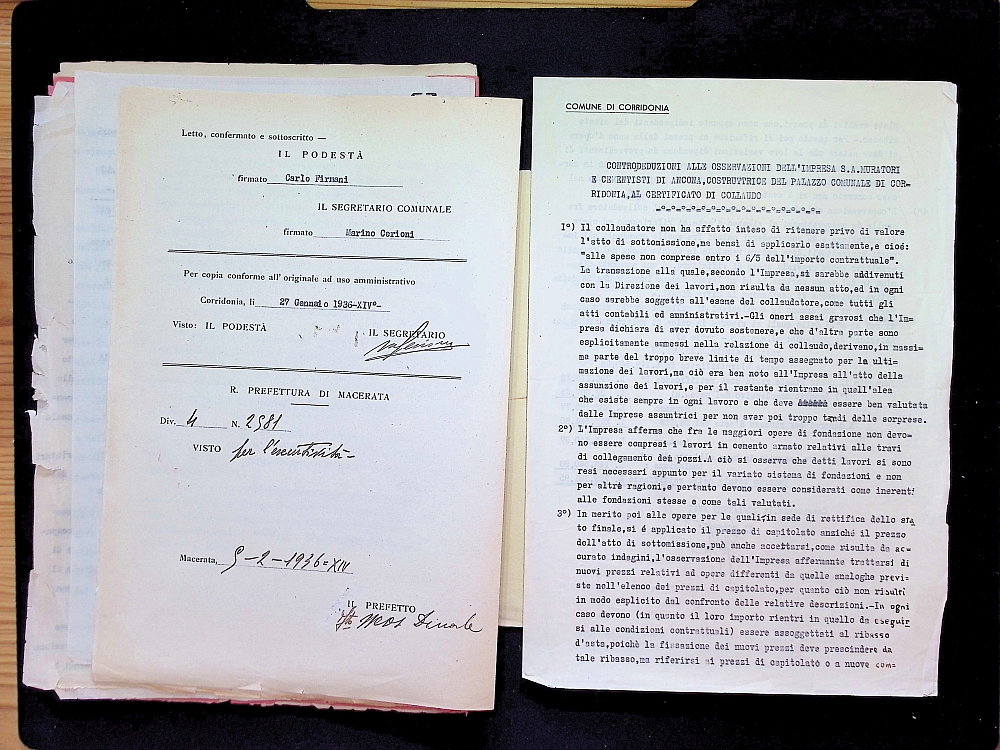 Letto, confermato e sottoscritto —
IL PODESTÀ
firmato Carlo Firmani
IL SEGRETARIO COMUNALE
firmato Marino Cerioni
Per copia conforme all'originale ad uso amministrativo
Corridonia, li 27 Gennaio 1936-XIV°-
Visto: IL PODESTÀ
IL SEGRETARIO
R. PREFETTURA DI MACERATA
Div. 4 N. 2981
VISTO per l'esecutività-
Macerata, 9-2-1936=XIV
IL PREFETTO
COMUNE DI CORRIDONIA
CONTRODEDUZIONI ALLE OSSERVAZIONI DELL'IMPRESA S.A.MURATORI
E CEMENTISTI DI ANCONA,COSTRUTTRICE DEL PALAZZO COMUNALE DI COR-
RIDONIA,AL CERTIFICATO DI COLLAUDO
-°-°-°-°-°-°-°-°-°-°-°-°-°-°-°-
1°) Il collaudatore non ha affatto inteso di ritenere privo di valore
l'atto di sottomissione,ma bensì di applicarlo esattamente,e cioé:
"alle spese non comprese entro i 6/5 dell'importo contrattuale".
La transazione alla quale,secondo l'Impresa,si sarebbe addivenuti
con la Direzione dei lavori,non risulta da nessun atto,ed in ogni
caso sarebbe soggetta all'esame del collaudatore,come tutti gli
atti contabili ed amministrativi.-Gli oneri assai gravosi che l'Im=
presa dichiara di aver dovuto sostenere,e che d'altra parte sono
esplicitamente ammessi nella relazione di collaudo,derivano,in massi=
ma parte del troppo breve limite di tempo assegnato per la ulti-
mazione dei lavori,ma ciò era ben noto all'Impresa all'atto della
assunzione dei lavori,e per il restante rientrano in quell'alea
che esiste sempre in ogni lavoro e che deve essere ben valutata
dalle Imprese assuntrici per non aver poi troppo tardi delle sorprese.
2°) L'Impresa afferma che fra le maggiori opere di fondazione non devo=
no essere compresi i lavori in cemento armato relativi alle travi
di collegamento dei pozzi.A ciò si osserva che detti lavori si sono
resi necessari appunto per il variato sistema di fondazioni e non
per altre ragioni,e pertanto devono essere considerati come inerenti
alle fondazioni stesse e come tali valutati.
3°) In merito poi alle opere per le quali,in sede di rettifica dello sta
to finale,si é applicato il prezzo di capitolato anziché il prezzo
dell'atto di sottomissione,può anche accettarsi,come risulta da ac=
curate indagini,l'osservazione dell'Impresa affermante trattarsi di
nuovi prezzi relativi ad opere differenti da quelle analoghe previ-
ste nell'elenco dei prezzi di capitolato,per quanto ciò non risulti
in modo esplicito dal confronto delle relative descrizioni.-In ogni
caso devono (in quanto il loro importo rientri in quello da eseguir
si alle condizioni contrattuali) essere assoggettati al ribasso
d'asta,poichè la fissazione dei nuovi prezzi deve prescindere da
tale ribasso,ma riferirsi ai prezzi di capitolato o a nuove com=